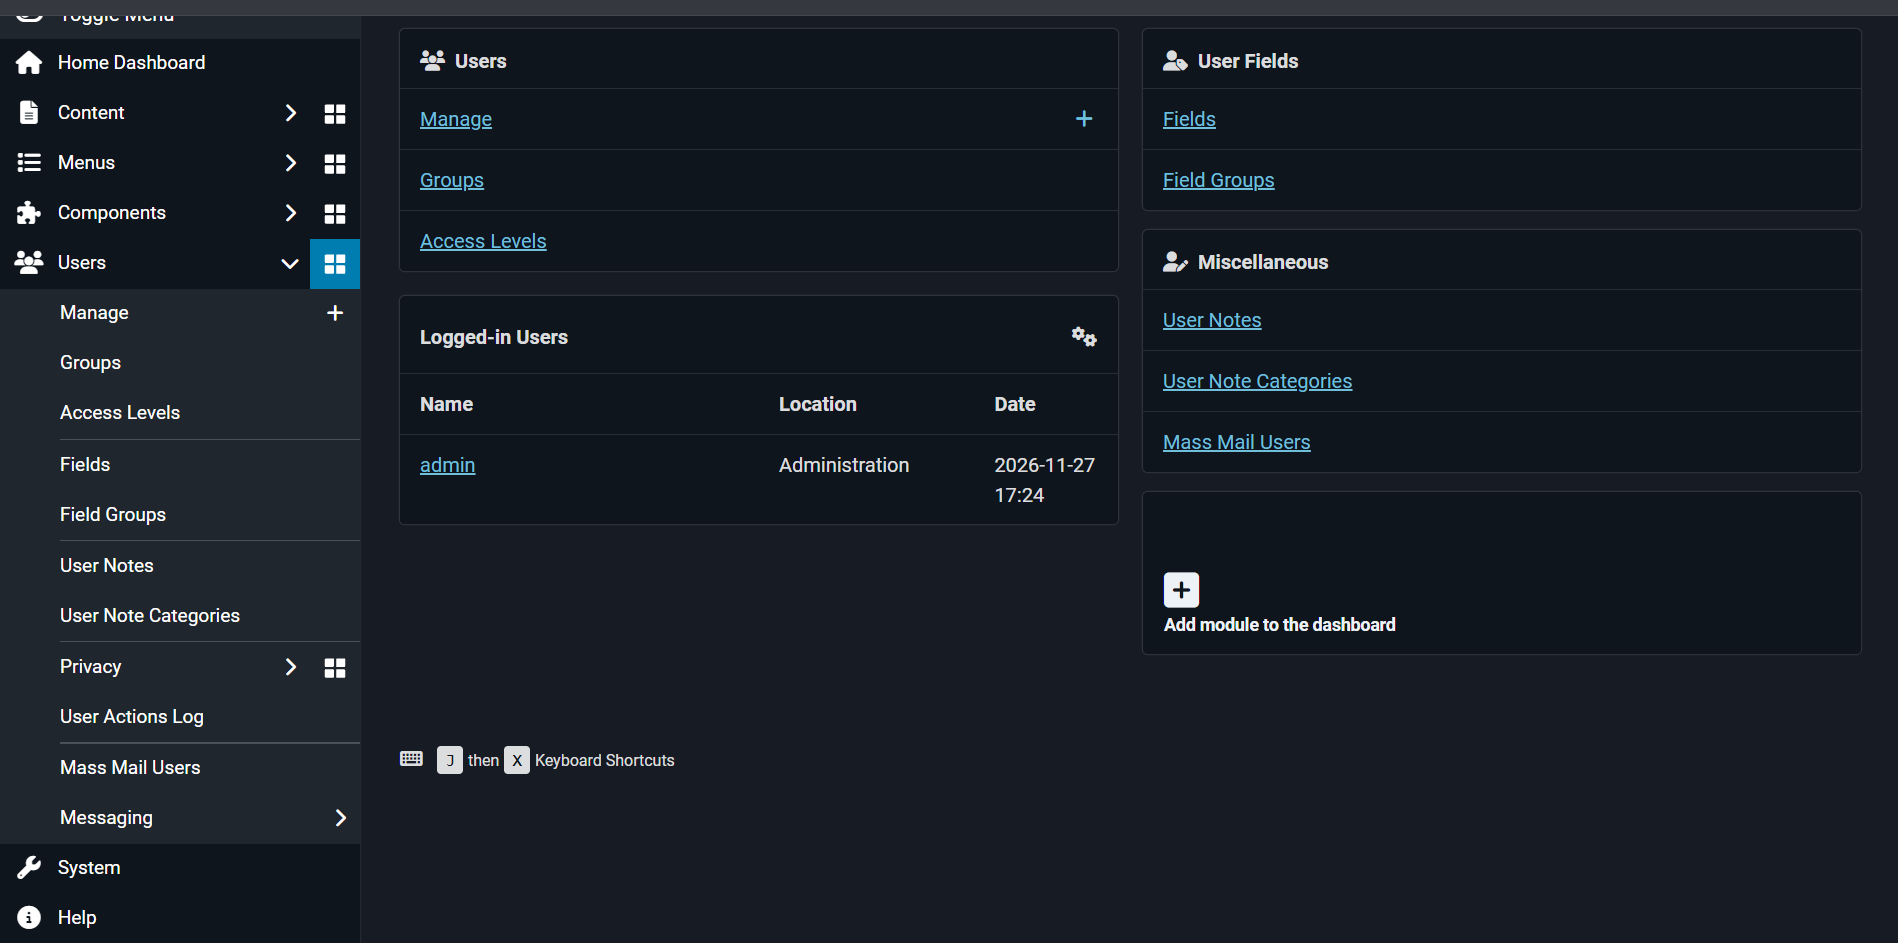 Toggle Menu
Home Dashboard
Content
Menus
Components
Users
Manage
Groups
Access Levels
Fields
Field Groups
User Notes
User Note Categories
Privacy
User Actions Log
Mass Mail Users
Messaging
System
Help
Users
Manage
Groups
Access Levels
Logged-in Users
Name Location Date
admin Administration 2026-11-27
17:24
User Fields
Fields
Field Groups
Miscellaneous
User Notes
User Note Categories
Mass Mail Users
Add module to the dashboard
J then X Keyboard Shortcuts